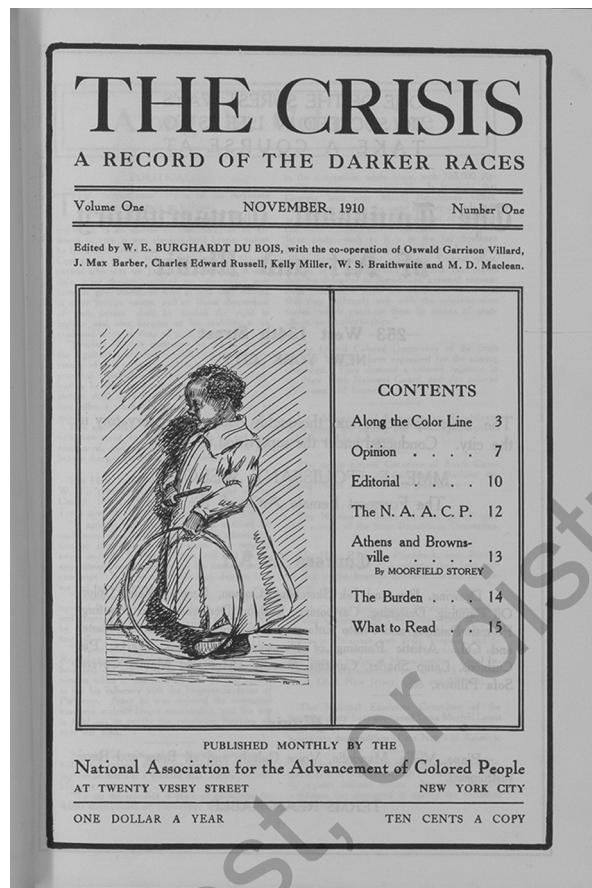 THE CRISIS
A RECORD OF THE DARKER RACES
Volume One NOVEMBER, 1910 Number One
Edited by W. E. BURGHARDT DU BOIS, with the co-operation of Oswald Garrison Villard,
J. Max Barber, Charles Edward Russell, Kelly Miller, W. S. Braithwaite and M. D. Maclean.
CONTENTS
Along the Color Line 3
Opinion . . . . 7
Editorial . . . . 10
The N. A. A. C. P. 12
Athens and Browns-
ville . . . . 13
By MOORFIELD STOREY
The Burden . . . 14
What to Read . . 15
PUBLISHED MONTHLY BY THE
National Association for the Advancement of Colored People
AT TWENTY VESEY STREET NEW YORK CITY
ONE DOLLAR A YEAR TEN CENTS A COPY
st, or dist